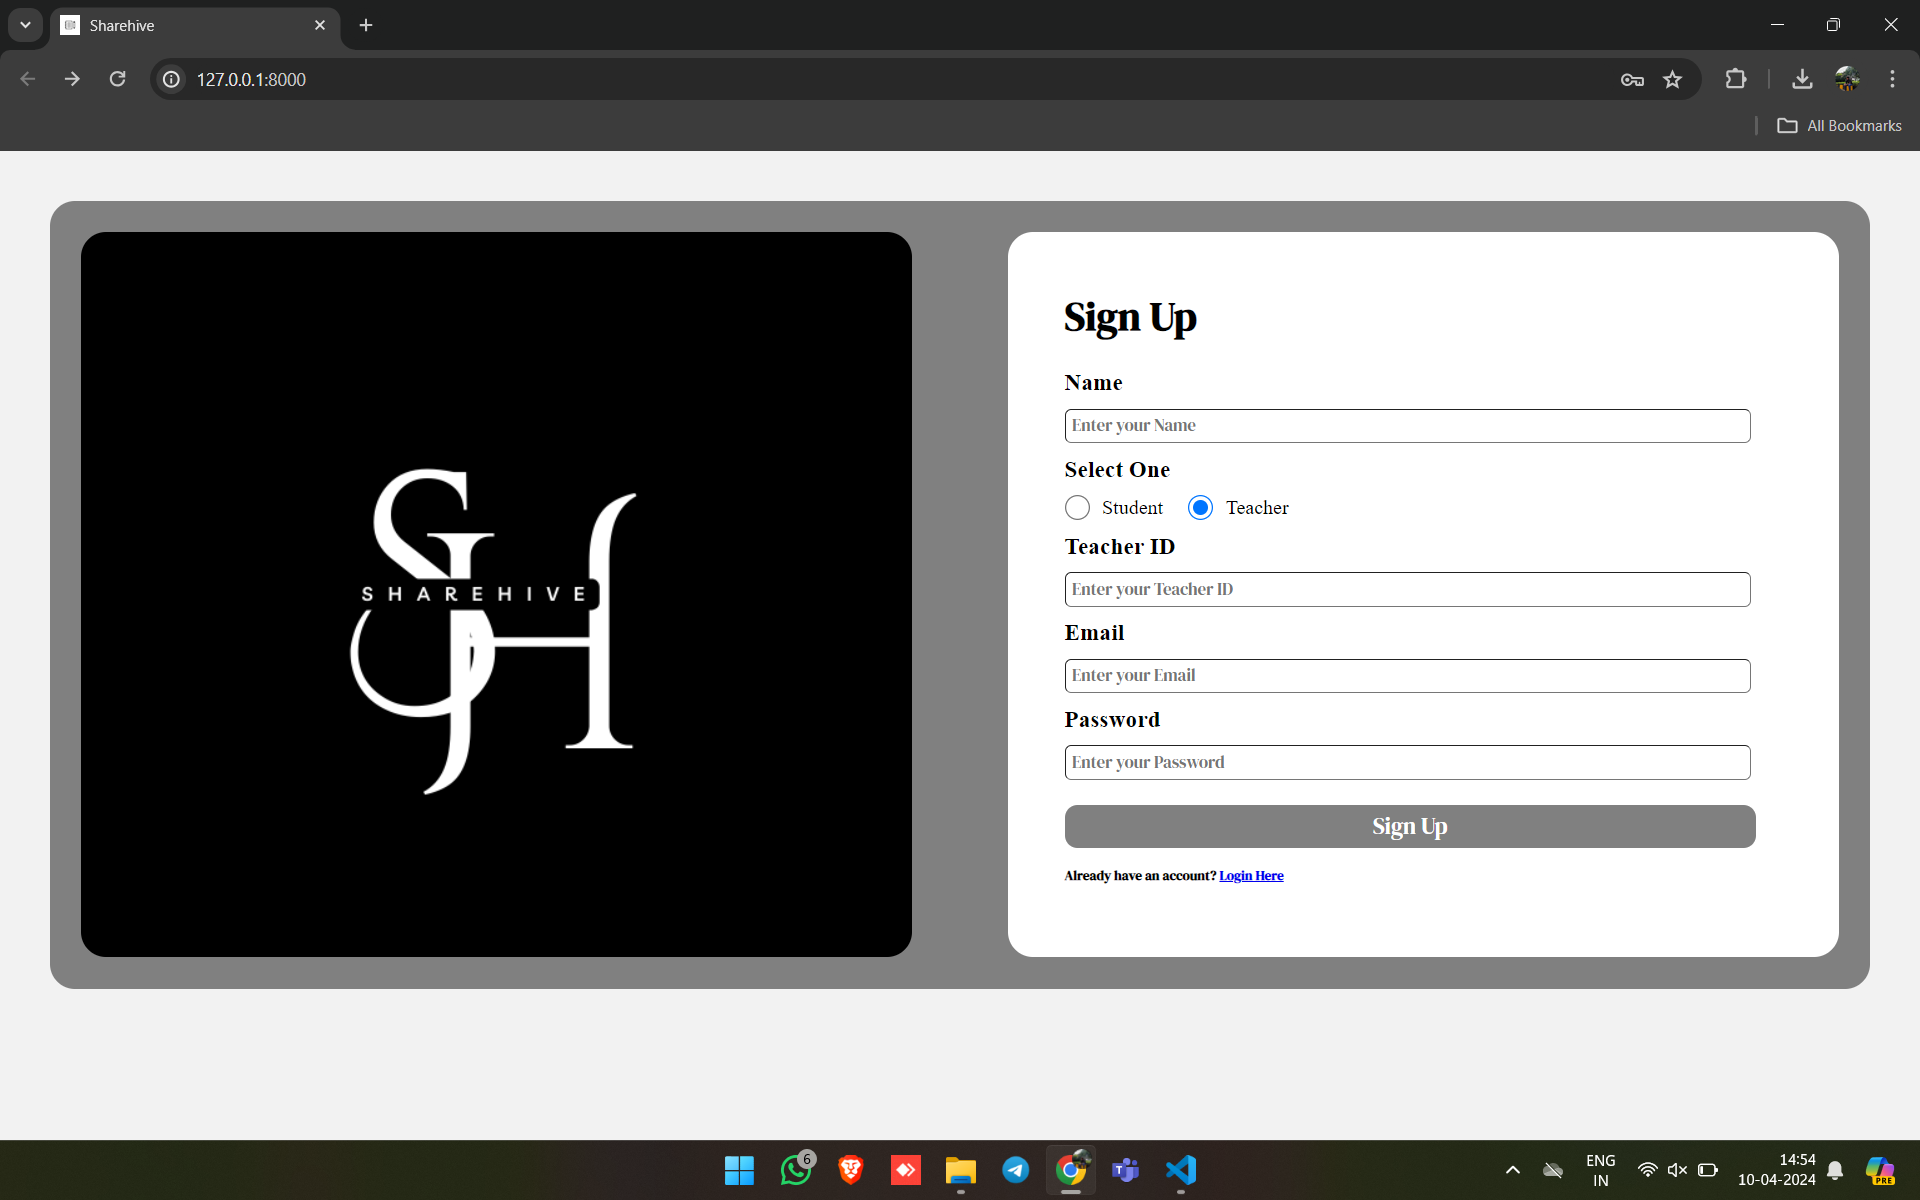 Sharehive
127.0.0.1:8000
All Bookmarks
SHAREHIVE
Sign Up
Name
Enter your Name
Select One
Student Teacher
Teacher ID
Enter your Teacher ID
Email
Enter your Email
Password
Enter your Password
Sign Up
Already have an account? Login Here
6
ENG
IN
14:54
10-04-2024
PRE